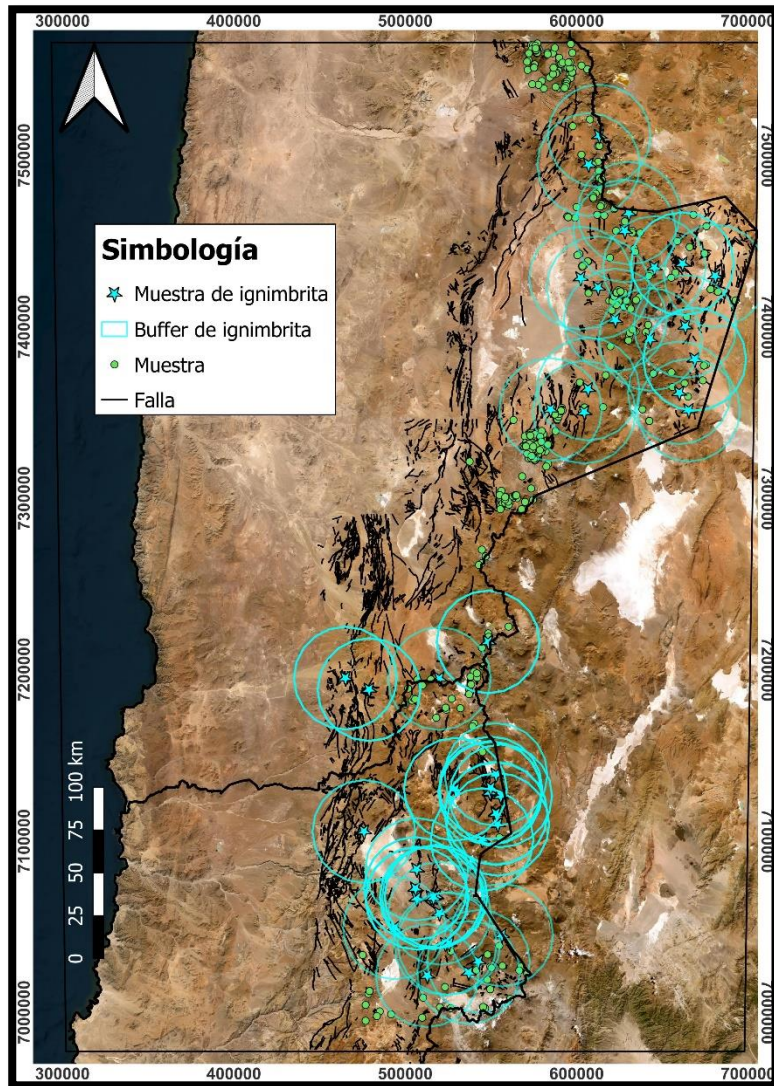 300000 400000 500000 600000 700000
7500000 7500000
Simbología
Muestra de ignimbrita
Buffer de ignimbrita
Muestra
Falla
7400000 7400000
7300000 7300000
7200000 7200000
7100000 7100000
0 25 50 75 100 km
7000000 7000000
300000 400000 500000 600000 700000